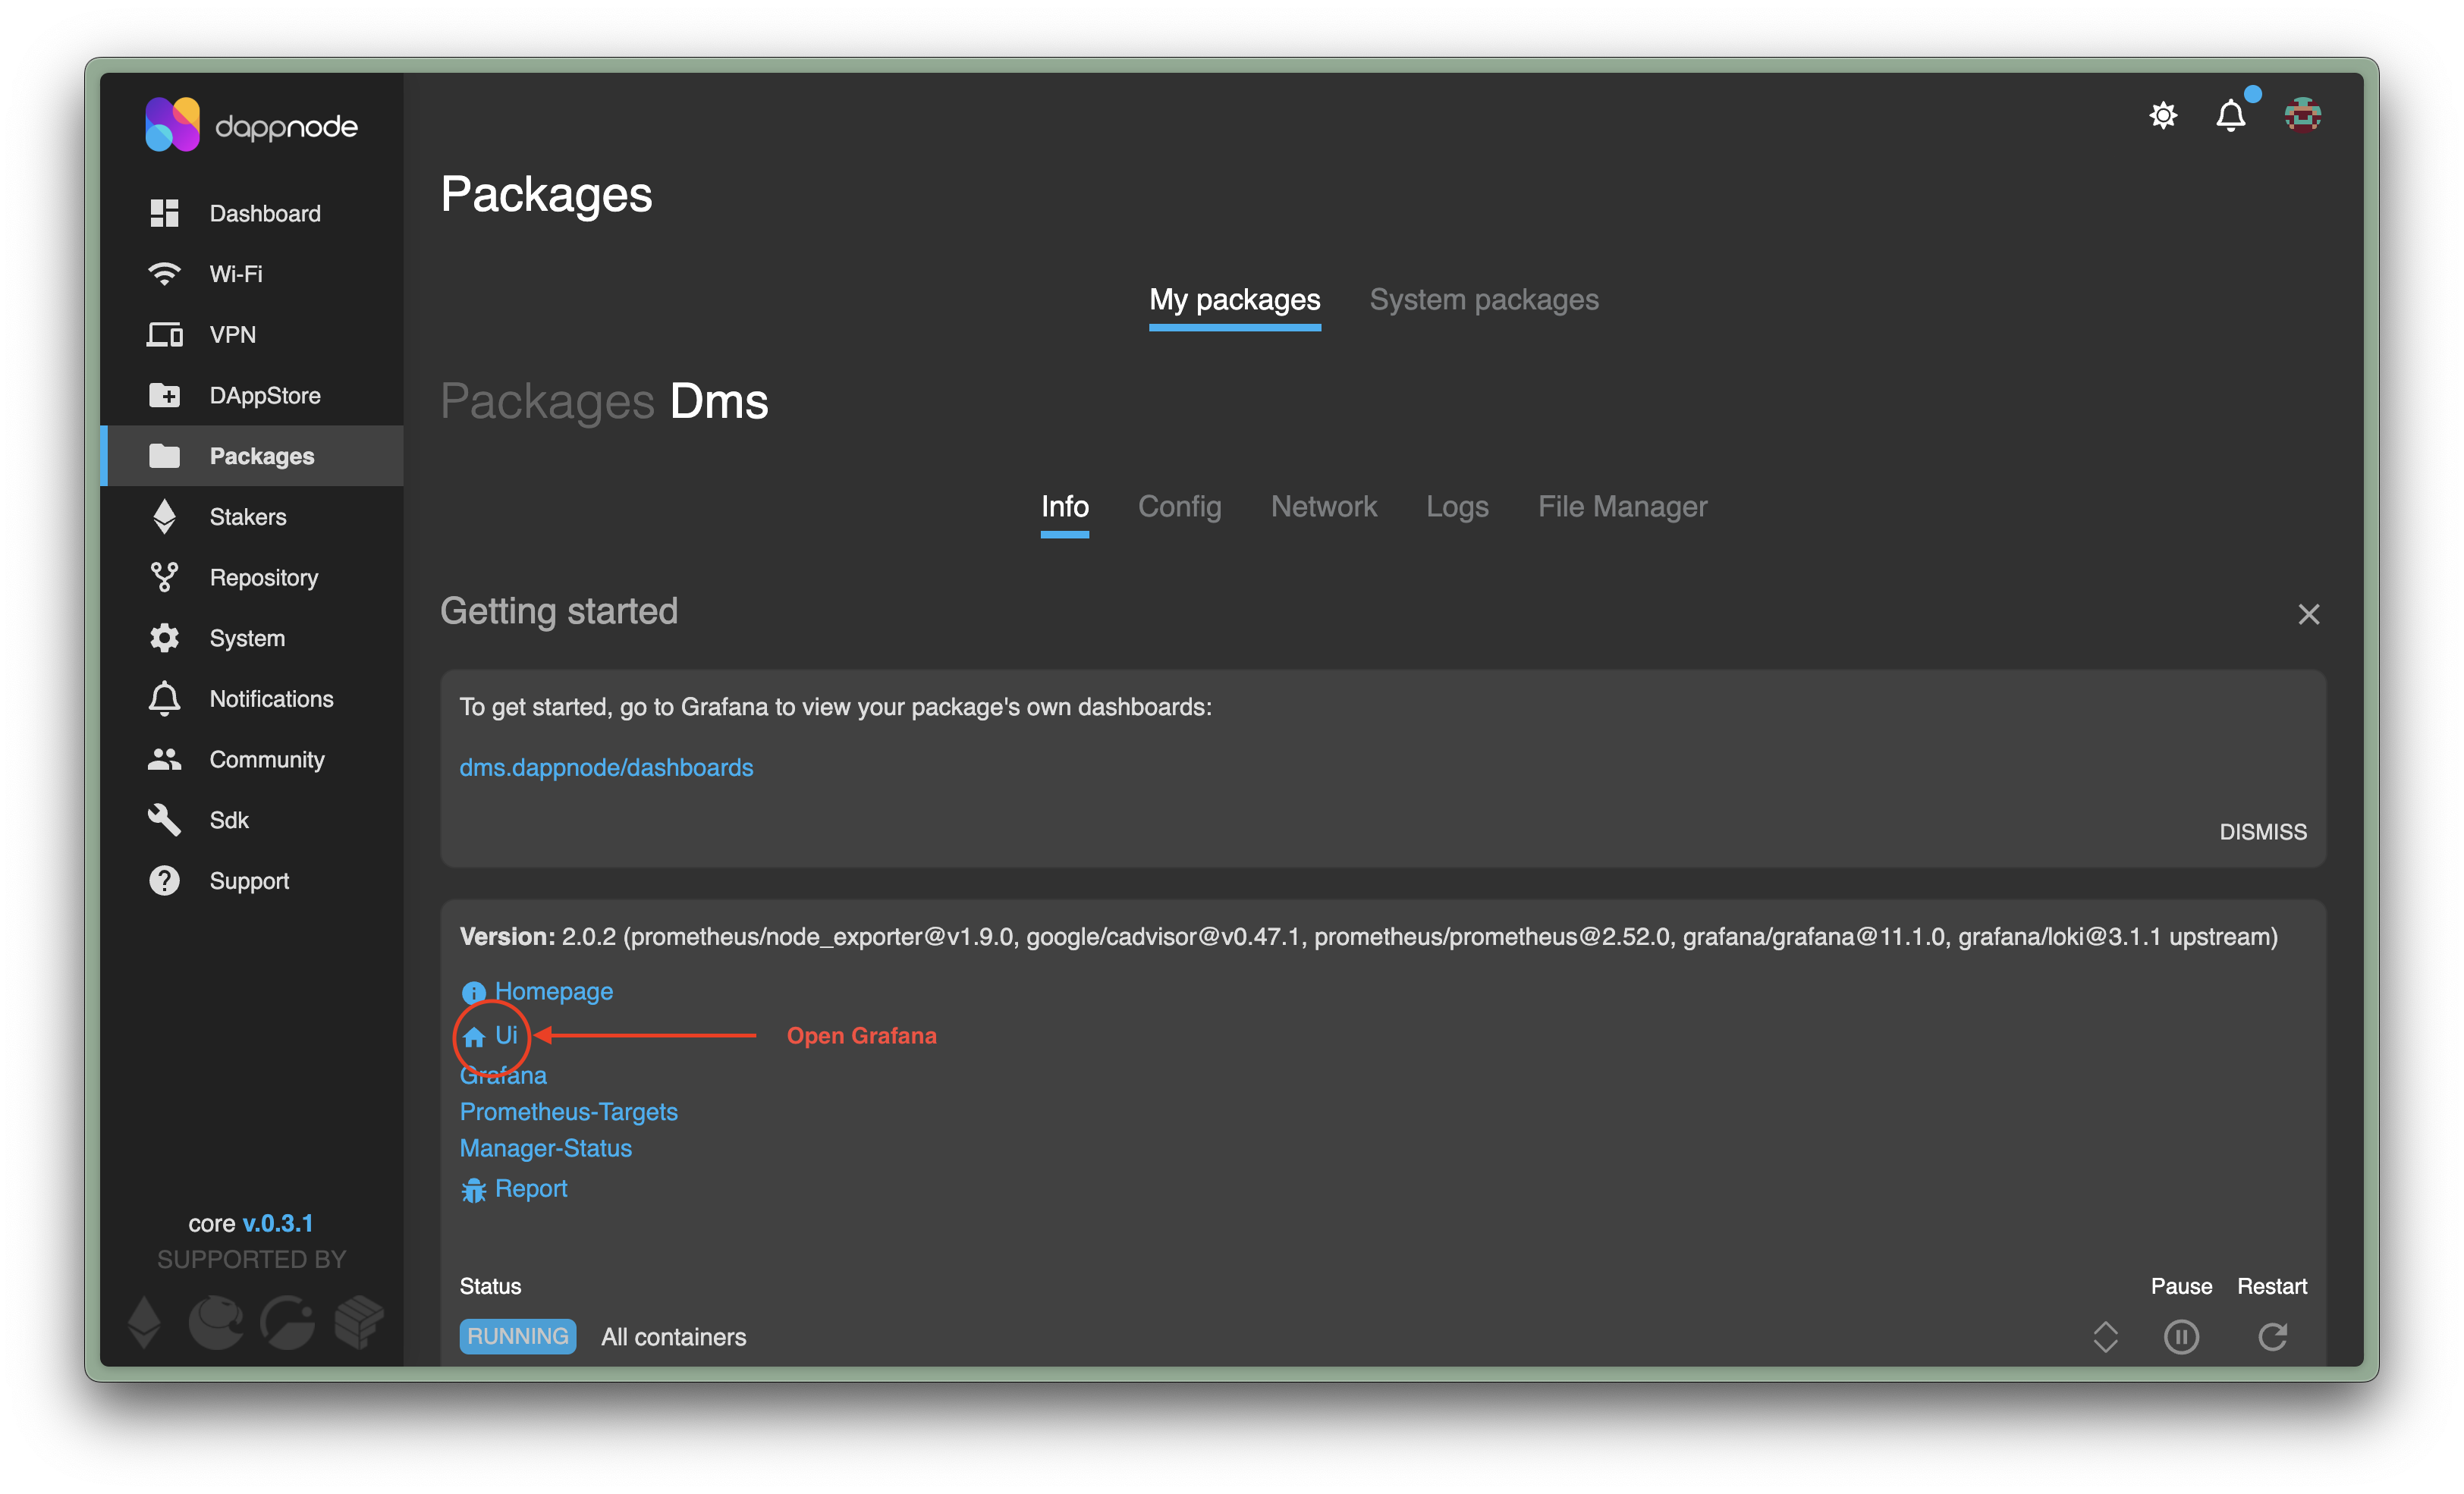 dappnode
Dashboard
Wi-Fi
VPN
DAppStore
Packages
Stakers
Repository
System
Notifications
Community
Sdk
Support
core v.0.3.1
SUPPORTED BY
Packages
My packages System packages
Packages Dms
Info Config Network Logs File Manager
Getting started
To get started, go to Grafana to view your package's own dashboards:
dms.dappnode/dashboards
DISMISS
Version: 2.0.2 (prometheus/node_exporter@v1.9.0, google/cadvisor@v0.47.1, prometheus/prometheus@2.52.0, grafana/grafana@11.1.0, grafana/loki@3.1.1 upstream)
Homepage
Ui Open Grafana
Grafana
Prometheus-Targets
Manager-Status
Report
Status Pause Restart
RUNNING All containers